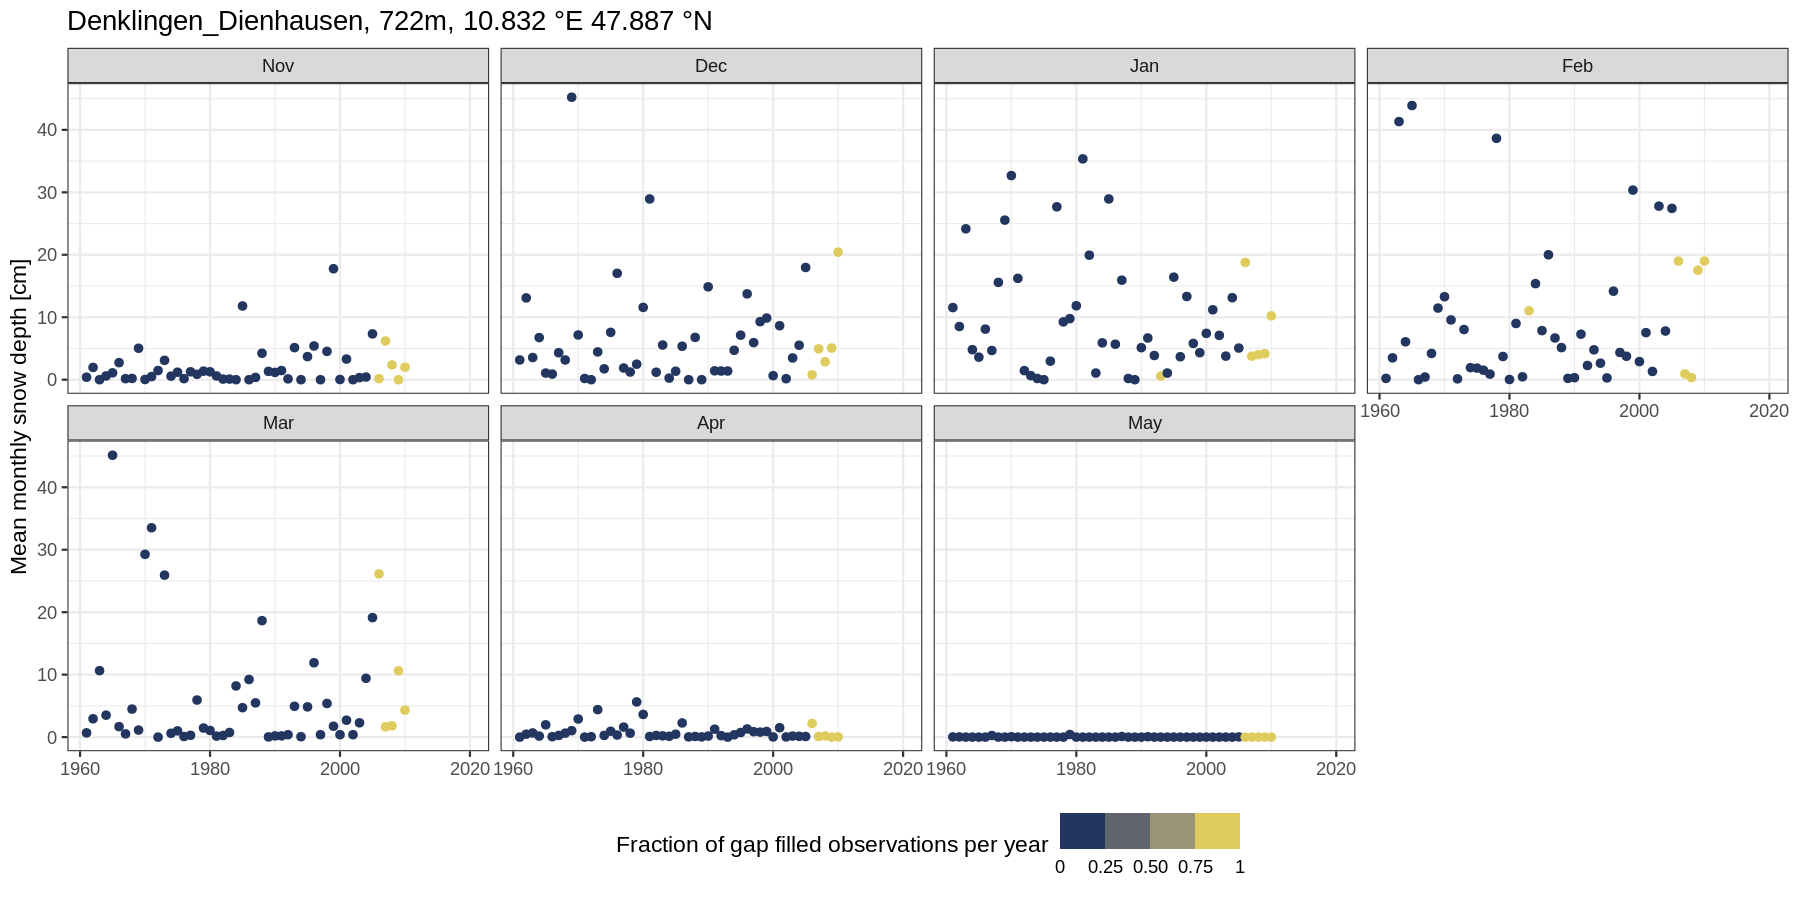 Denklingen_Dienhausen, 722m, 10.832 °E 47.887 °N
Nov
Dec
Jan
Feb
Mean monthly snow depth [cm]
40
30
20
10
0
1960 1980 2000 2020
Mar
Apr
May
40
30
20
10
0
1960 1980 2000 2020 1960 1980 2000 2020 1960 1980 2000 2020
Fraction of gap filled observations per year
0 0.25 0.50 0.75 1